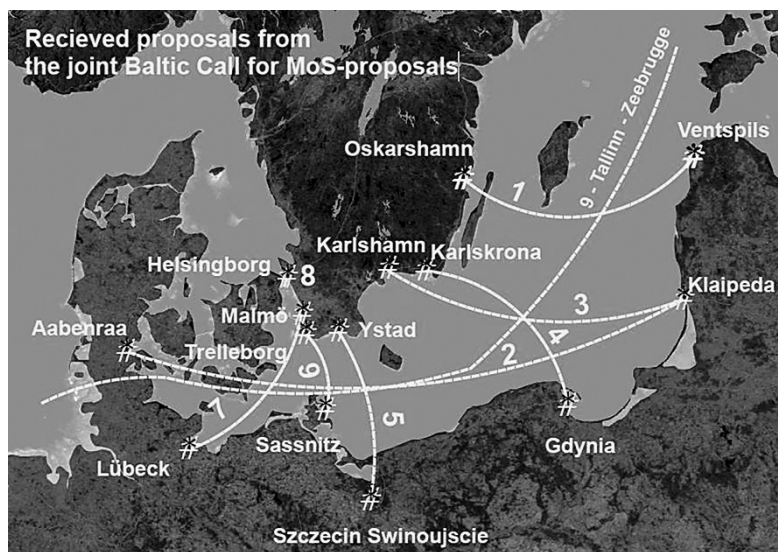 Recieved proposals from
the joint Baltic Call for MoS-proposals
9 - Tallinn - Zeebrugge
Ventspils
Oskarshamn
1
Karlshamn
Karlskrona
Helsingborg
8
Klaipeda
3
Malmö
Ystad
Aabenraa
4
Trelleborg
2
6
7
5
Sassnitz
Gdynia
Lübeck
Szczecin Swinoujscie